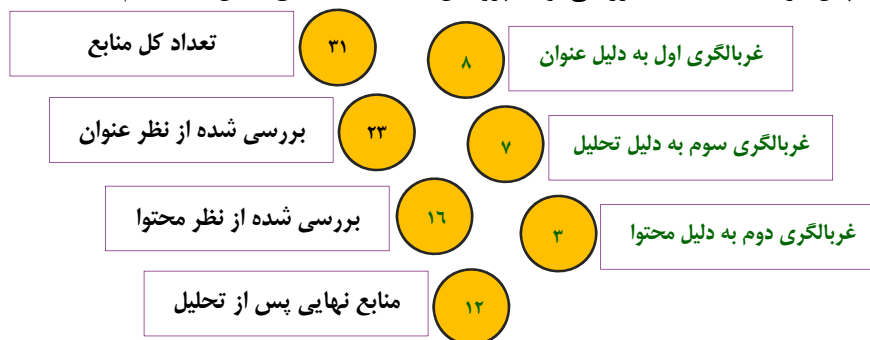 غربالگری اول به دلیل عنوان
۸
۳۱
تعداد کل منابع
غربالگری سوم به دلیل تحلیل
۷
۲۳
بررسی شده از نظر عنوان
غربالگری دوم به دلیل محتوا
۳
۱۶
بررسی شده از نظر محتوا
۱۲
منابع نهایی پس از تحلیل